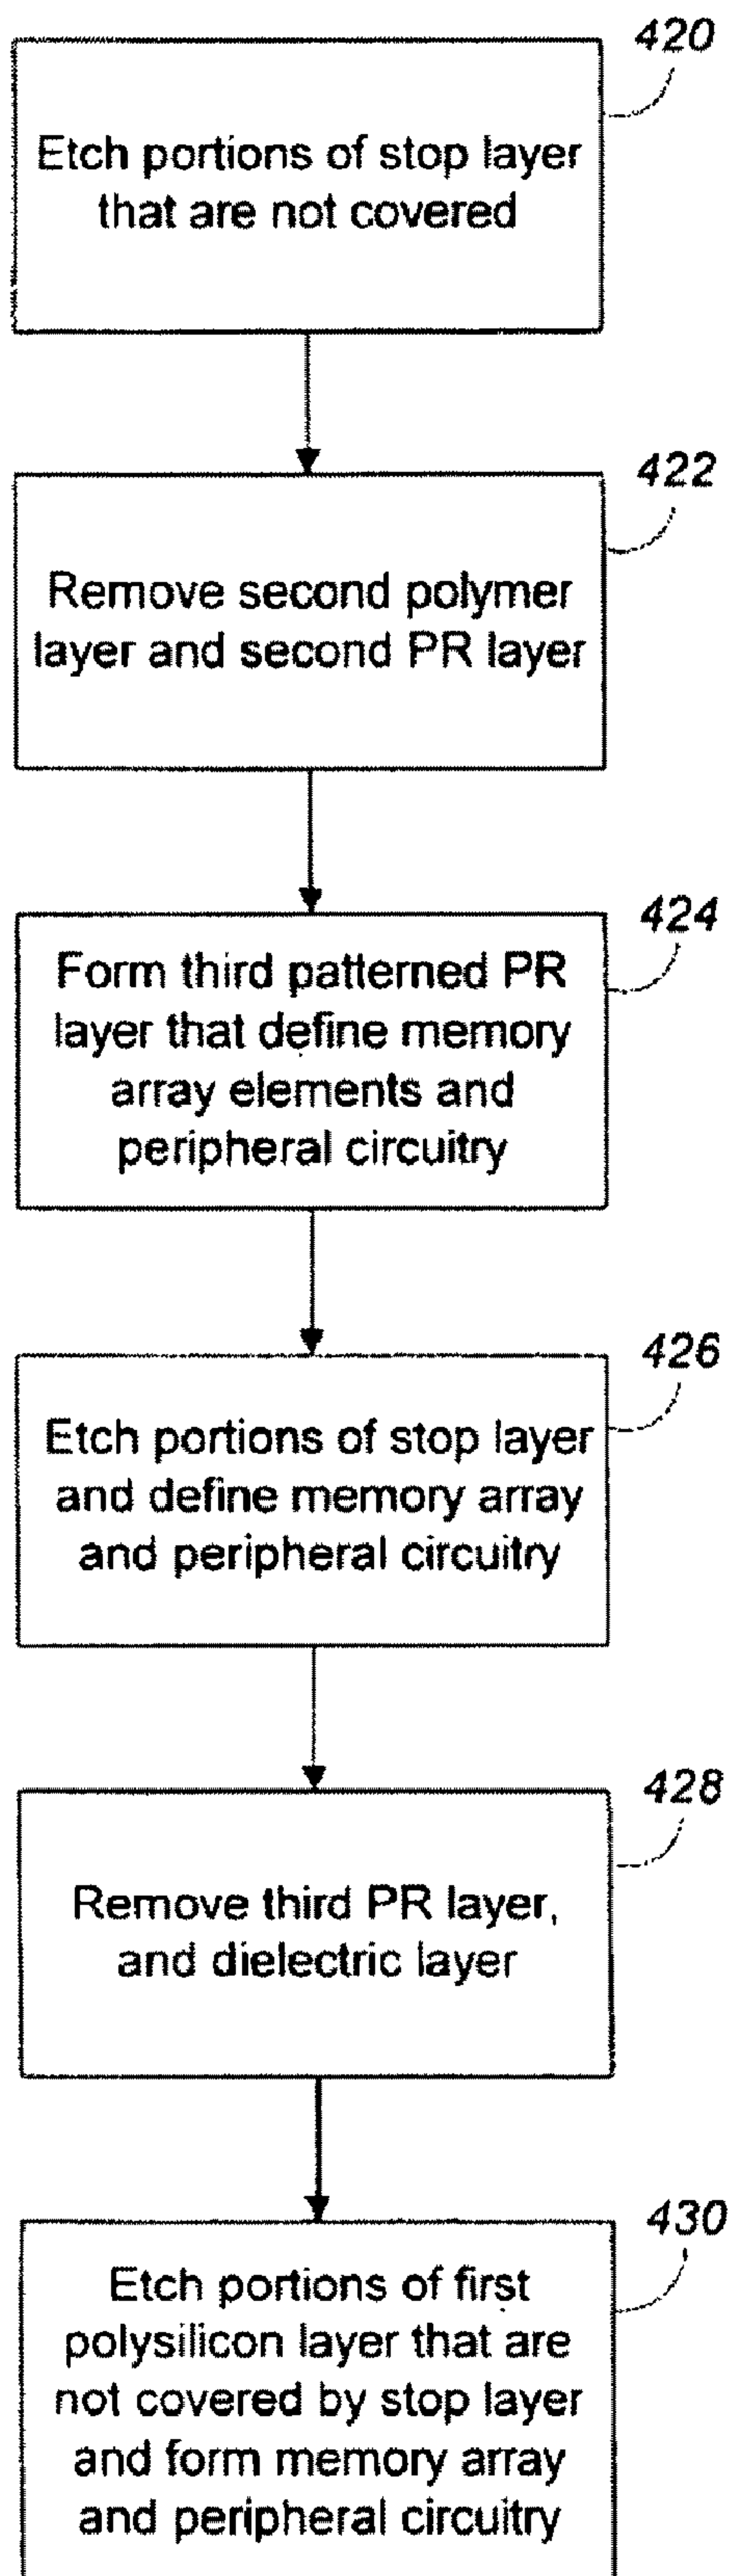 420
Etch portions of stop layer
that are not covered
422
Remove second polymer
layer and second PR layer
424
Form third patterned PR
layer that define memory
array elements and
peripheral circuitry
426
Etch portions of stop layer
and define memory array
and peripheral circuitry
428
Remove third PR layer,
and dielectric layer
430
Etch portions of first
polysilicon layer that are
not covered by stop layer
and form memory array
and peripheral circuitry